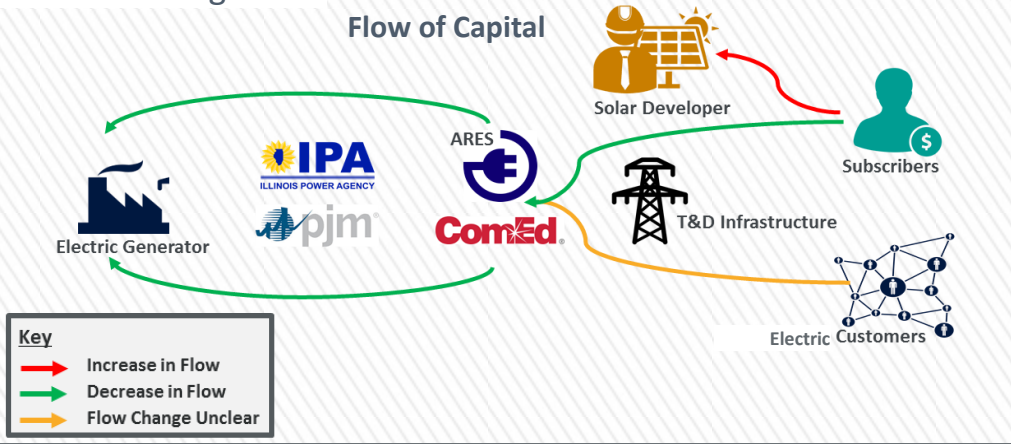 Flow of Capital
Solar Developer
ARES
IPA
ILLINOIS POWER AGENCY
$
Subscribers
pjm
ComEd.
T&D Infrastructure
Electric Generator
Electric Customers
Key
Increase in Flow
Decrease in Flow
Flow Change Unclear